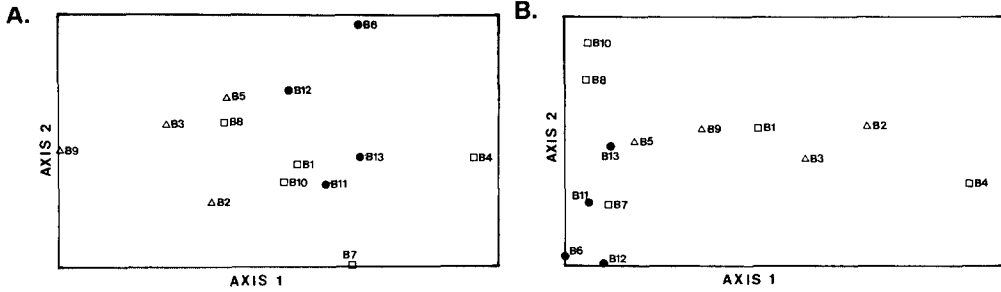 A.
B6
B12
B5
B3
B8
B9
B13
B4
B1
B10
B11
B2
B7
AXIS 2
AXIS 1
B.
B10
B8
B1
B2
B9
B5
B13
B3
B4
B11
B7
B6
B12
AXIS 2
AXIS 1